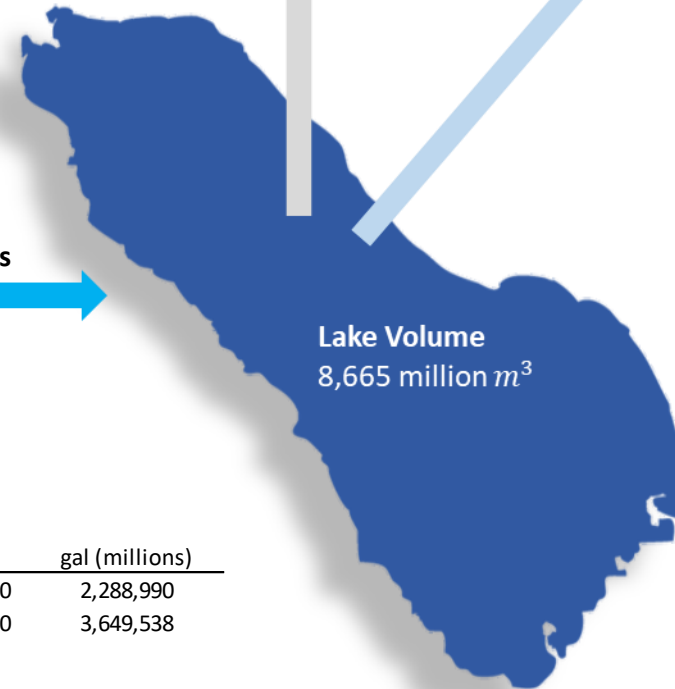 s
Lake Volume
8,665 million m³
gal (millions)
0 2,288,990
0 3,649,538